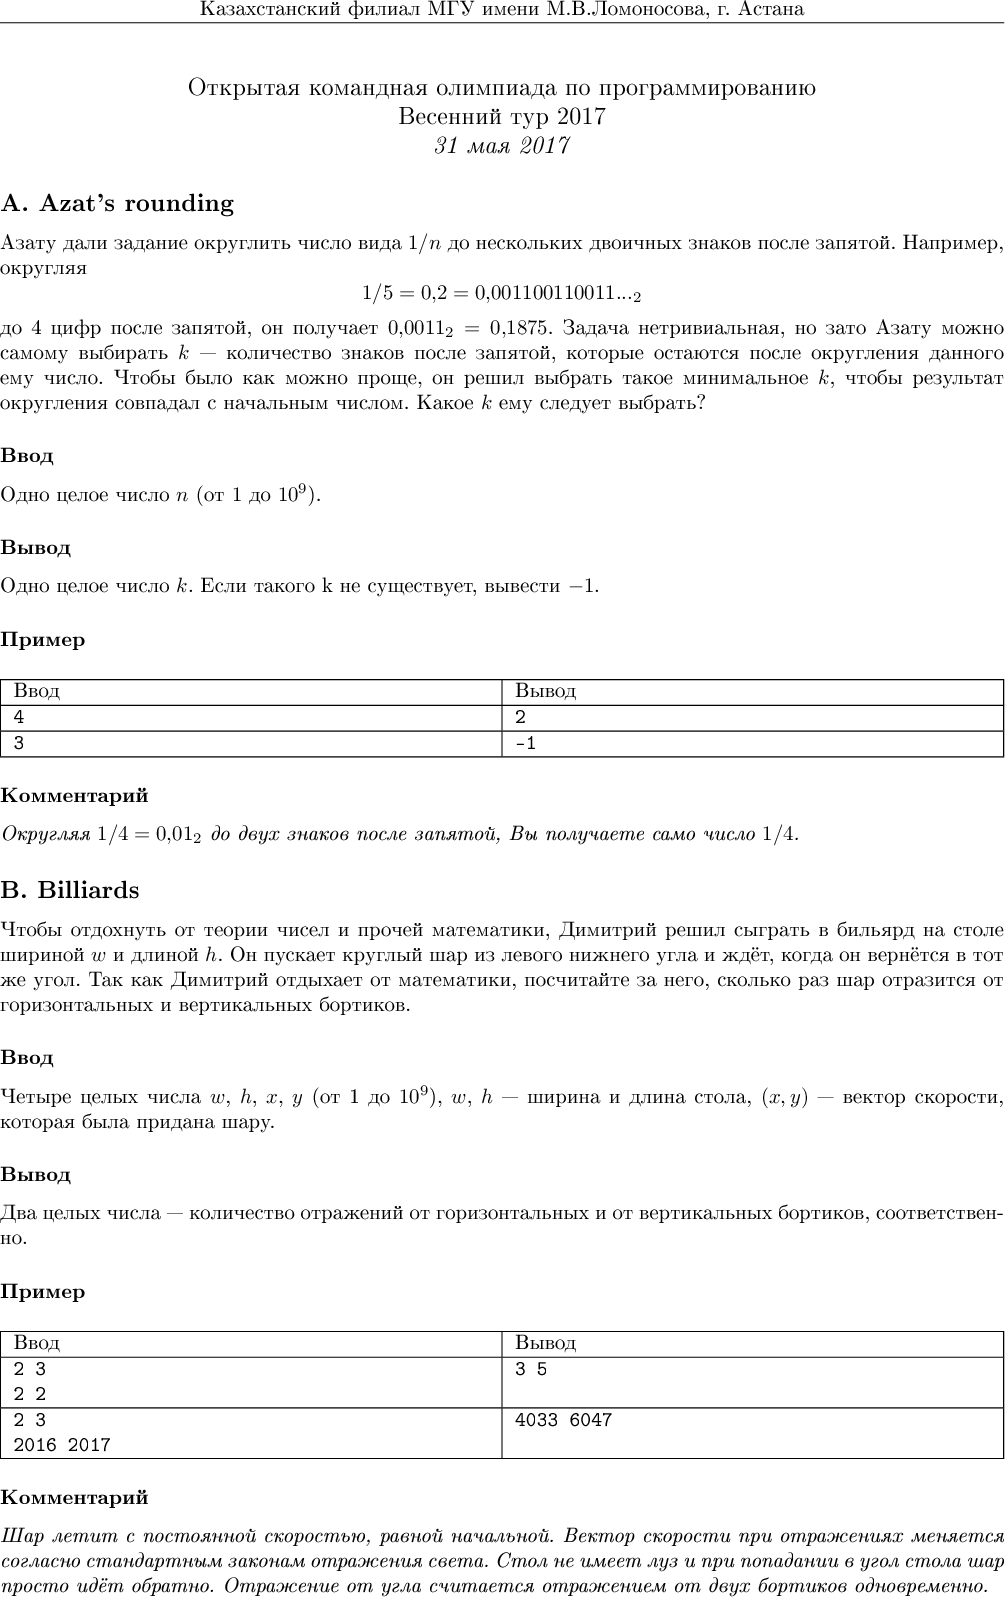 Казахстанский филиал МГУ имени М.В.Ломоносова, г. Астана
Открытая командная олимпиада по программированию
Весенний тур 2017
31 мая 2017
A. Azat's rounding
Азату дали задание округлить число вида 1/n до нескольких двоичных знаков после запятой. Например,
округляя
1/5 = 0,2 = 0,001100110011...₂
до 4 цифр после запятой, он получает 0,0011₂ = 0,1875. Задача нетривиальная, но зато Азату можно
самому выбирать k — количество знаков после запятой, которые остаются после округления данного
ему число. Чтобы было как можно проще, он решил выбрать такое минимальное k, чтобы результат
округления совпадал с начальным числом. Какое k ему следует выбрать?
Ввод
Одно целое число n (от 1 до 10⁹).
Вывод
Одно целое число k. Если такого k не существует, вывести −1.
Пример
Ввод Вывод
4 2
3 -1
Комментарий
Округляя 1/4 = 0,01₂ до двух знаков после запятой, Вы получаете само число 1/4.
B. Billiards
Чтобы отдохнуть от теории чисел и прочей математики, Димитрий решил сыграть в бильярд на столе
шириной w и длиной h. Он пускает круглый шар из левого нижнего угла и ждёт, когда он вернётся в тот
же угол. Так как Димитрий отдыхает от математики, посчитайте за него, сколько раз шар отразится от
горизонтальных и вертикальных бортиков.
Ввод
Четыре целых числа w, h, x, y (от 1 до 10⁹), w, h — ширина и длина стола, (x, y) — вектор скорости,
которая была придана шару.
Вывод
Два целых числа — количество отражений от горизонтальных и от вертикальных бортиков, соответствен-
но.
Пример
Ввод Вывод
2 3 3 5
2 2
2 3 4033 6047
2016 2017
Комментарий
Шар летит с постоянной скоростью, равной начальной. Вектор скорости при отражениях меняется
согласно стандартным законам отражения света. Стол не имеет луз и при попадании в угол стола шар
просто идёт обратно. Отражение от угла считается отражением от двух бортиков одновременно.